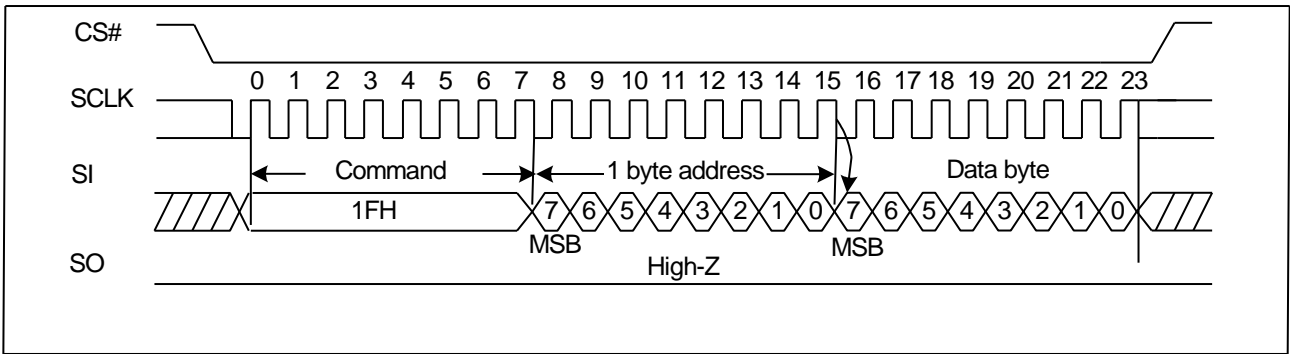 CS#
0 1 2 3 4 5 6 7 8 9 10 11 12 13 14 15 16 17 18 19 20 21 22 23
SCLK
SI Command 1 byte address Data byte
1FH 7 6 5 4 3 2 1 0 7 6 5 4 3 2 1 0
MSB MSB
SO High-Z